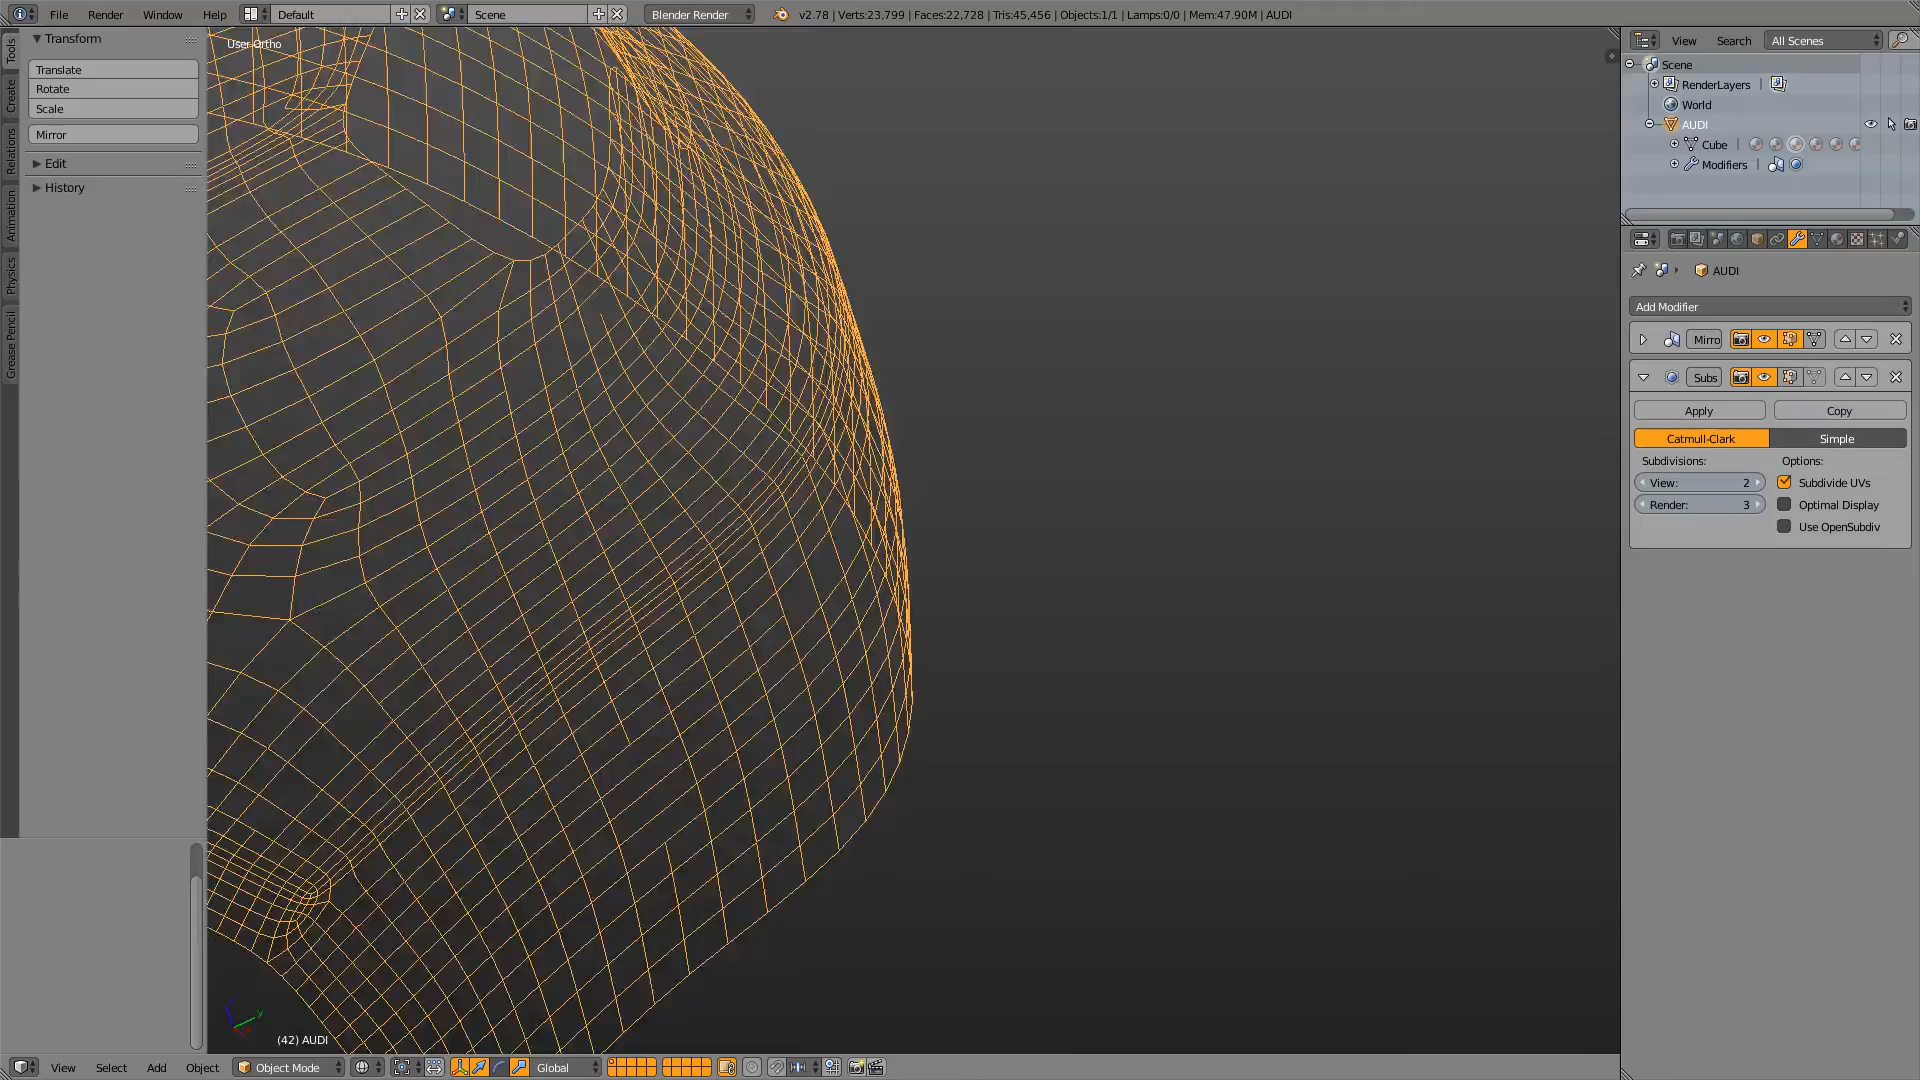 File Render Window Help Default Scene Blender Render v2.78 | Verts:23,799 | Faces:22,728 | Tris:45,456 | Objects:1/1 | Lamps:0/0 | Mem:47.90M | AUDI
Transform
Translate
Rotate
Scale
Mirror
Edit
History
Tools
Create
Relations
Animation
Physics
Grease Pencil
User Ortho
(42) AUDI
y
View Search All Scenes
Scene
RenderLayers
World
AUDI
Cube
Modifiers
AUDI
Add Modifier
Mirro
Subs
Apply Copy
Catmull-Clark Simple
Subdivisions: Options:
View: 2 Subdivide UVs
Render: 3 Optimal Display
Use OpenSubdiv
View Select Add Object Object Mode Global